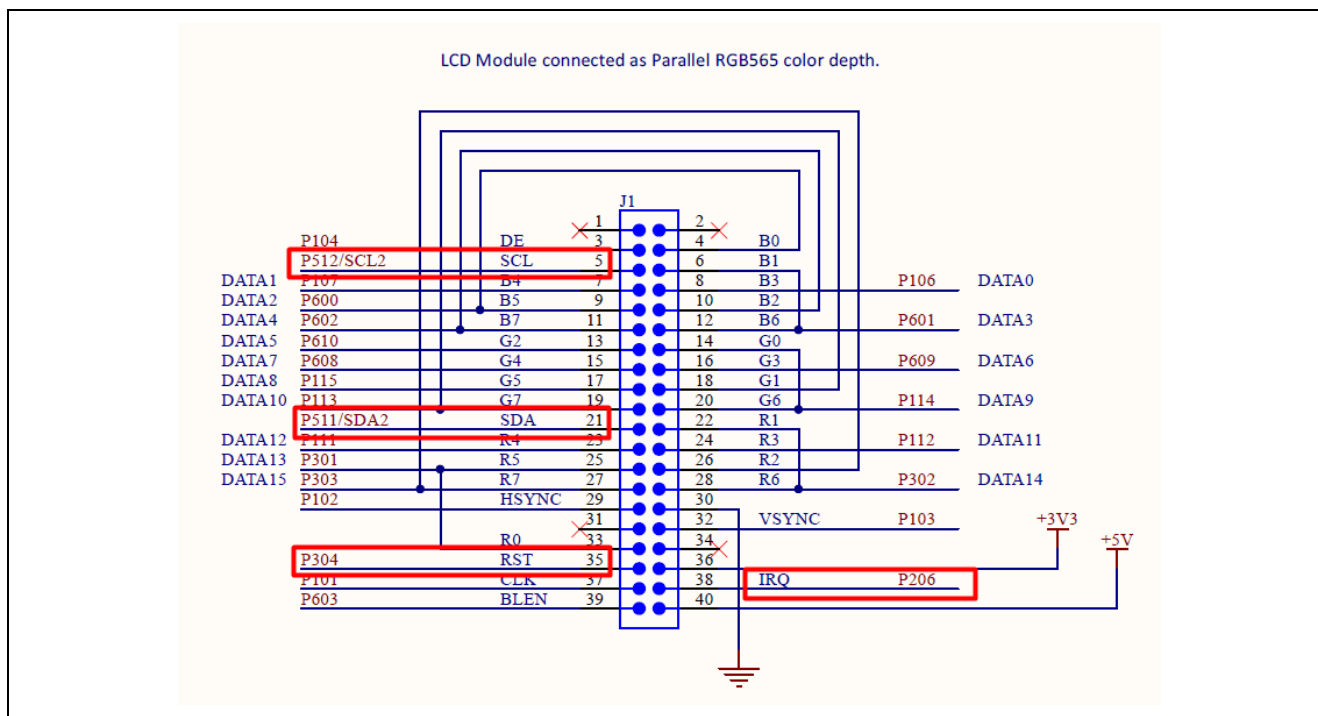 LCD Module connected as Parallel RGB565 color depth.
J1
1 2
P104 DE 3 4 B0
P512/SCL2 SCL 5 6 B1
DATA1 P107 B4 7 8 B3 P106 DATA0
DATA2 P600 B5 9 10 B2
DATA4 P602 B7 11 12 B6 P601 DATA3
DATA5 P610 G2 13 14 G0
DATA7 P608 G4 15 16 G3 P609 DATA6
DATA8 P115 G5 17 18 G1
DATA10 P113 G7 19 20 G6 P114 DATA9
P511/SDA2 SDA 21 22 R1
DATA12 P111 R4 23 24 R3 P112 DATA11
DATA13 P301 R5 25 26 R2
DATA15 P303 R7 27 28 R6 P302 DATA14
P102 HSYNC 29 30
31 32 VSYNC P103 +3V3
R0 33 34 +5V
P304 RST 35 36
P101 CLK 37 38 IRQ P206
P603 BLEN 39 40